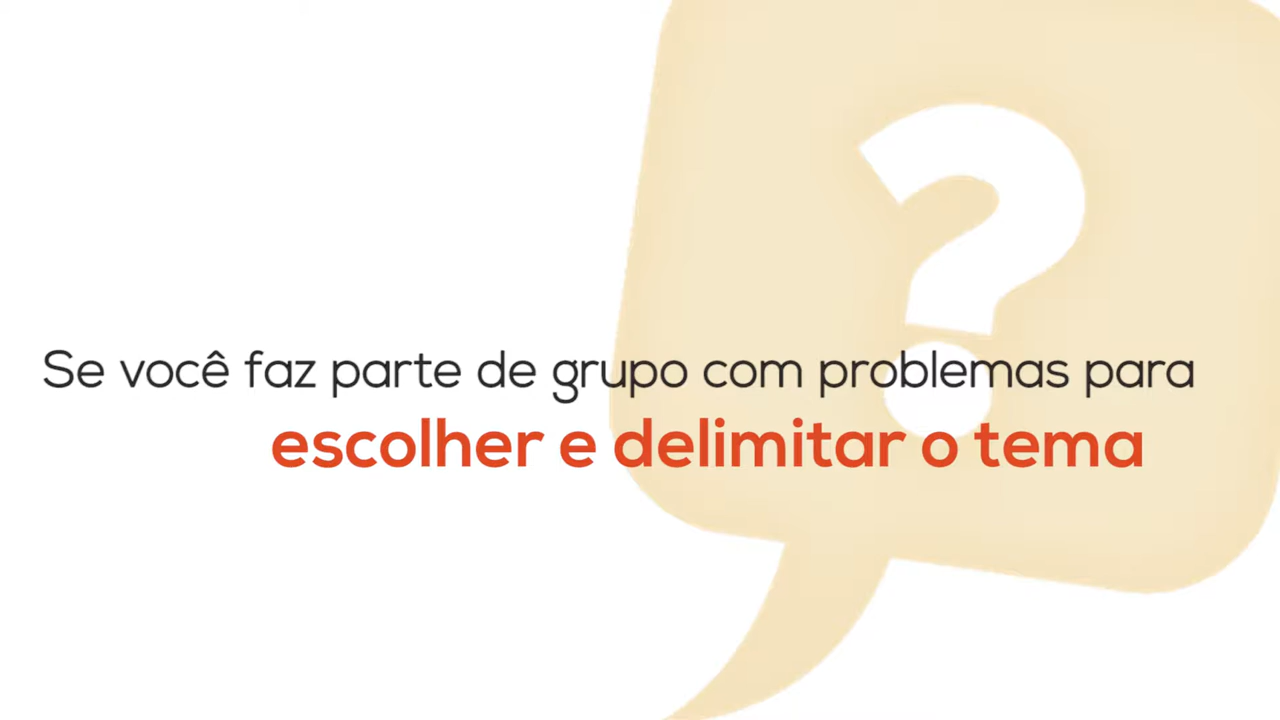 Se você faz parte de grupo com problemas para
escolher e delimitar o tema